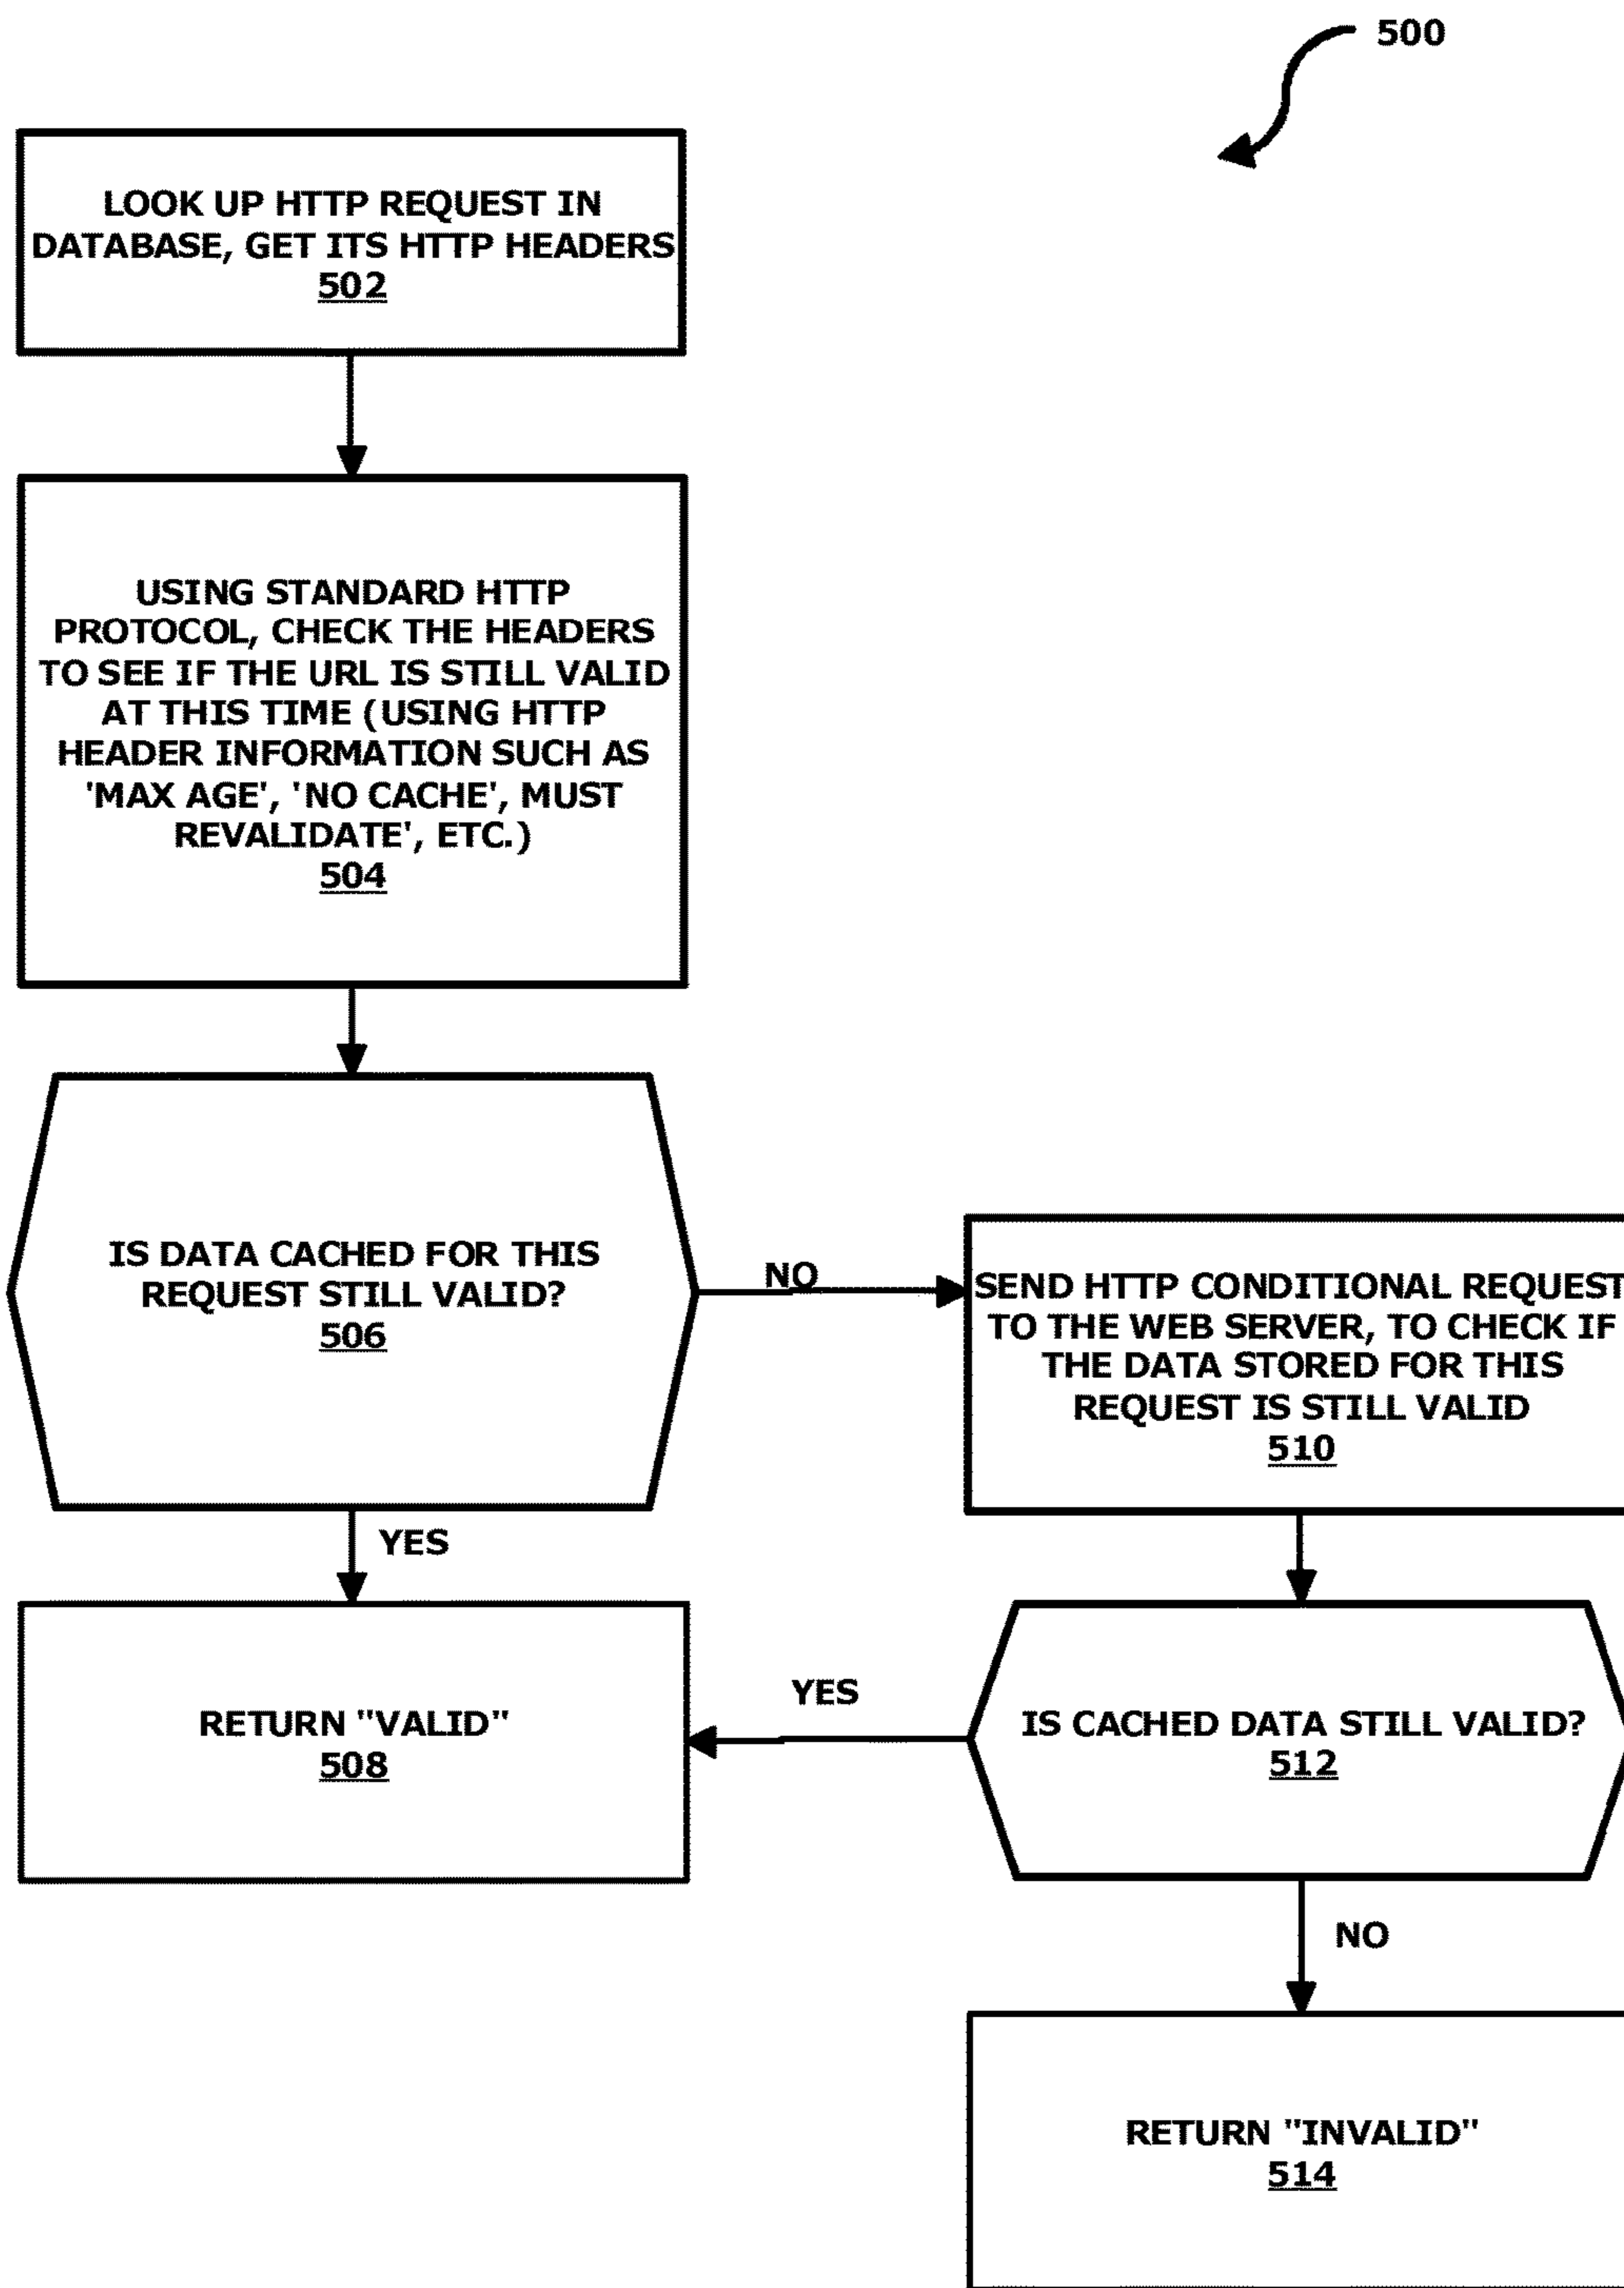 500
LOOK UP HTTP REQUEST IN
DATABASE, GET ITS HTTP HEADERS
502
USING STANDARD HTTP
PROTOCOL, CHECK THE HEADERS
TO SEE IF THE URL IS STILL VALID
AT THIS TIME (USING HTTP
HEADER INFORMATION SUCH AS
'MAX AGE', 'NO CACHE', MUST
REVALIDATE', ETC.)
504
IS DATA CACHED FOR THIS
REQUEST STILL VALID?
506
NO
SEND HTTP CONDITIONAL REQUEST
TO THE WEB SERVER, TO CHECK IF
THE DATA STORED FOR THIS
REQUEST IS STILL VALID
510
YES
RETURN "VALID"
508
YES
IS CACHED DATA STILL VALID?
512
NO
RETURN "INVALID"
514